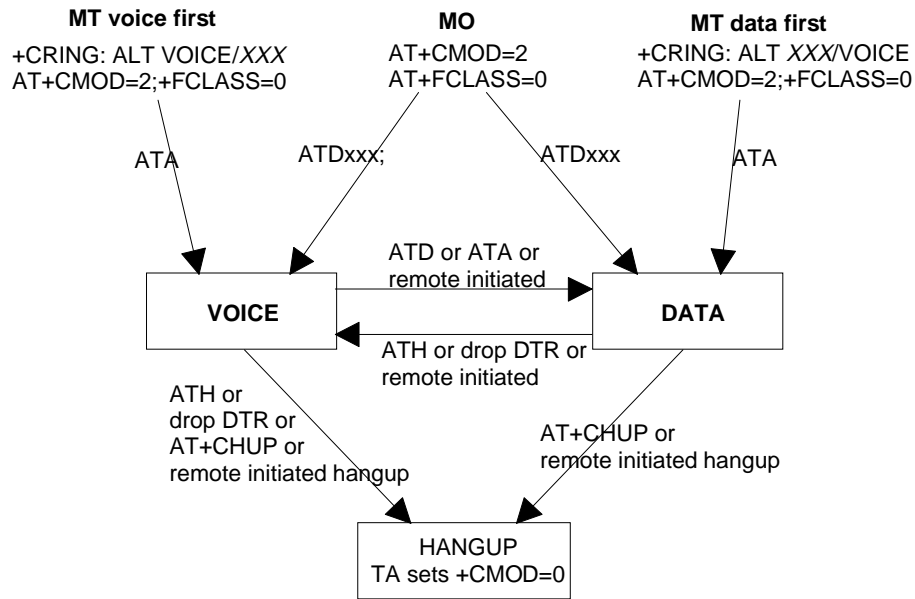 MT voice first
+CRING: ALT VOICE/XXX
AT+CMOD=2;+FCLASS=0
MO
AT+CMOD=2
AT+FCLASS=0
MT data first
+CRING: ALT XXX/VOICE
AT+CMOD=2;+FCLASS=0
ATA
ATDxxx;
ATDxxx
ATA
ATD or ATA or
remote initiated
VOICE
DATA
ATH or drop DTR or
remote initiated
ATH or
drop DTR or
AT+CHUP or
remote initiated hangup
AT+CHUP or
remote initiated hangup
HANGUP
TA sets +CMOD=0